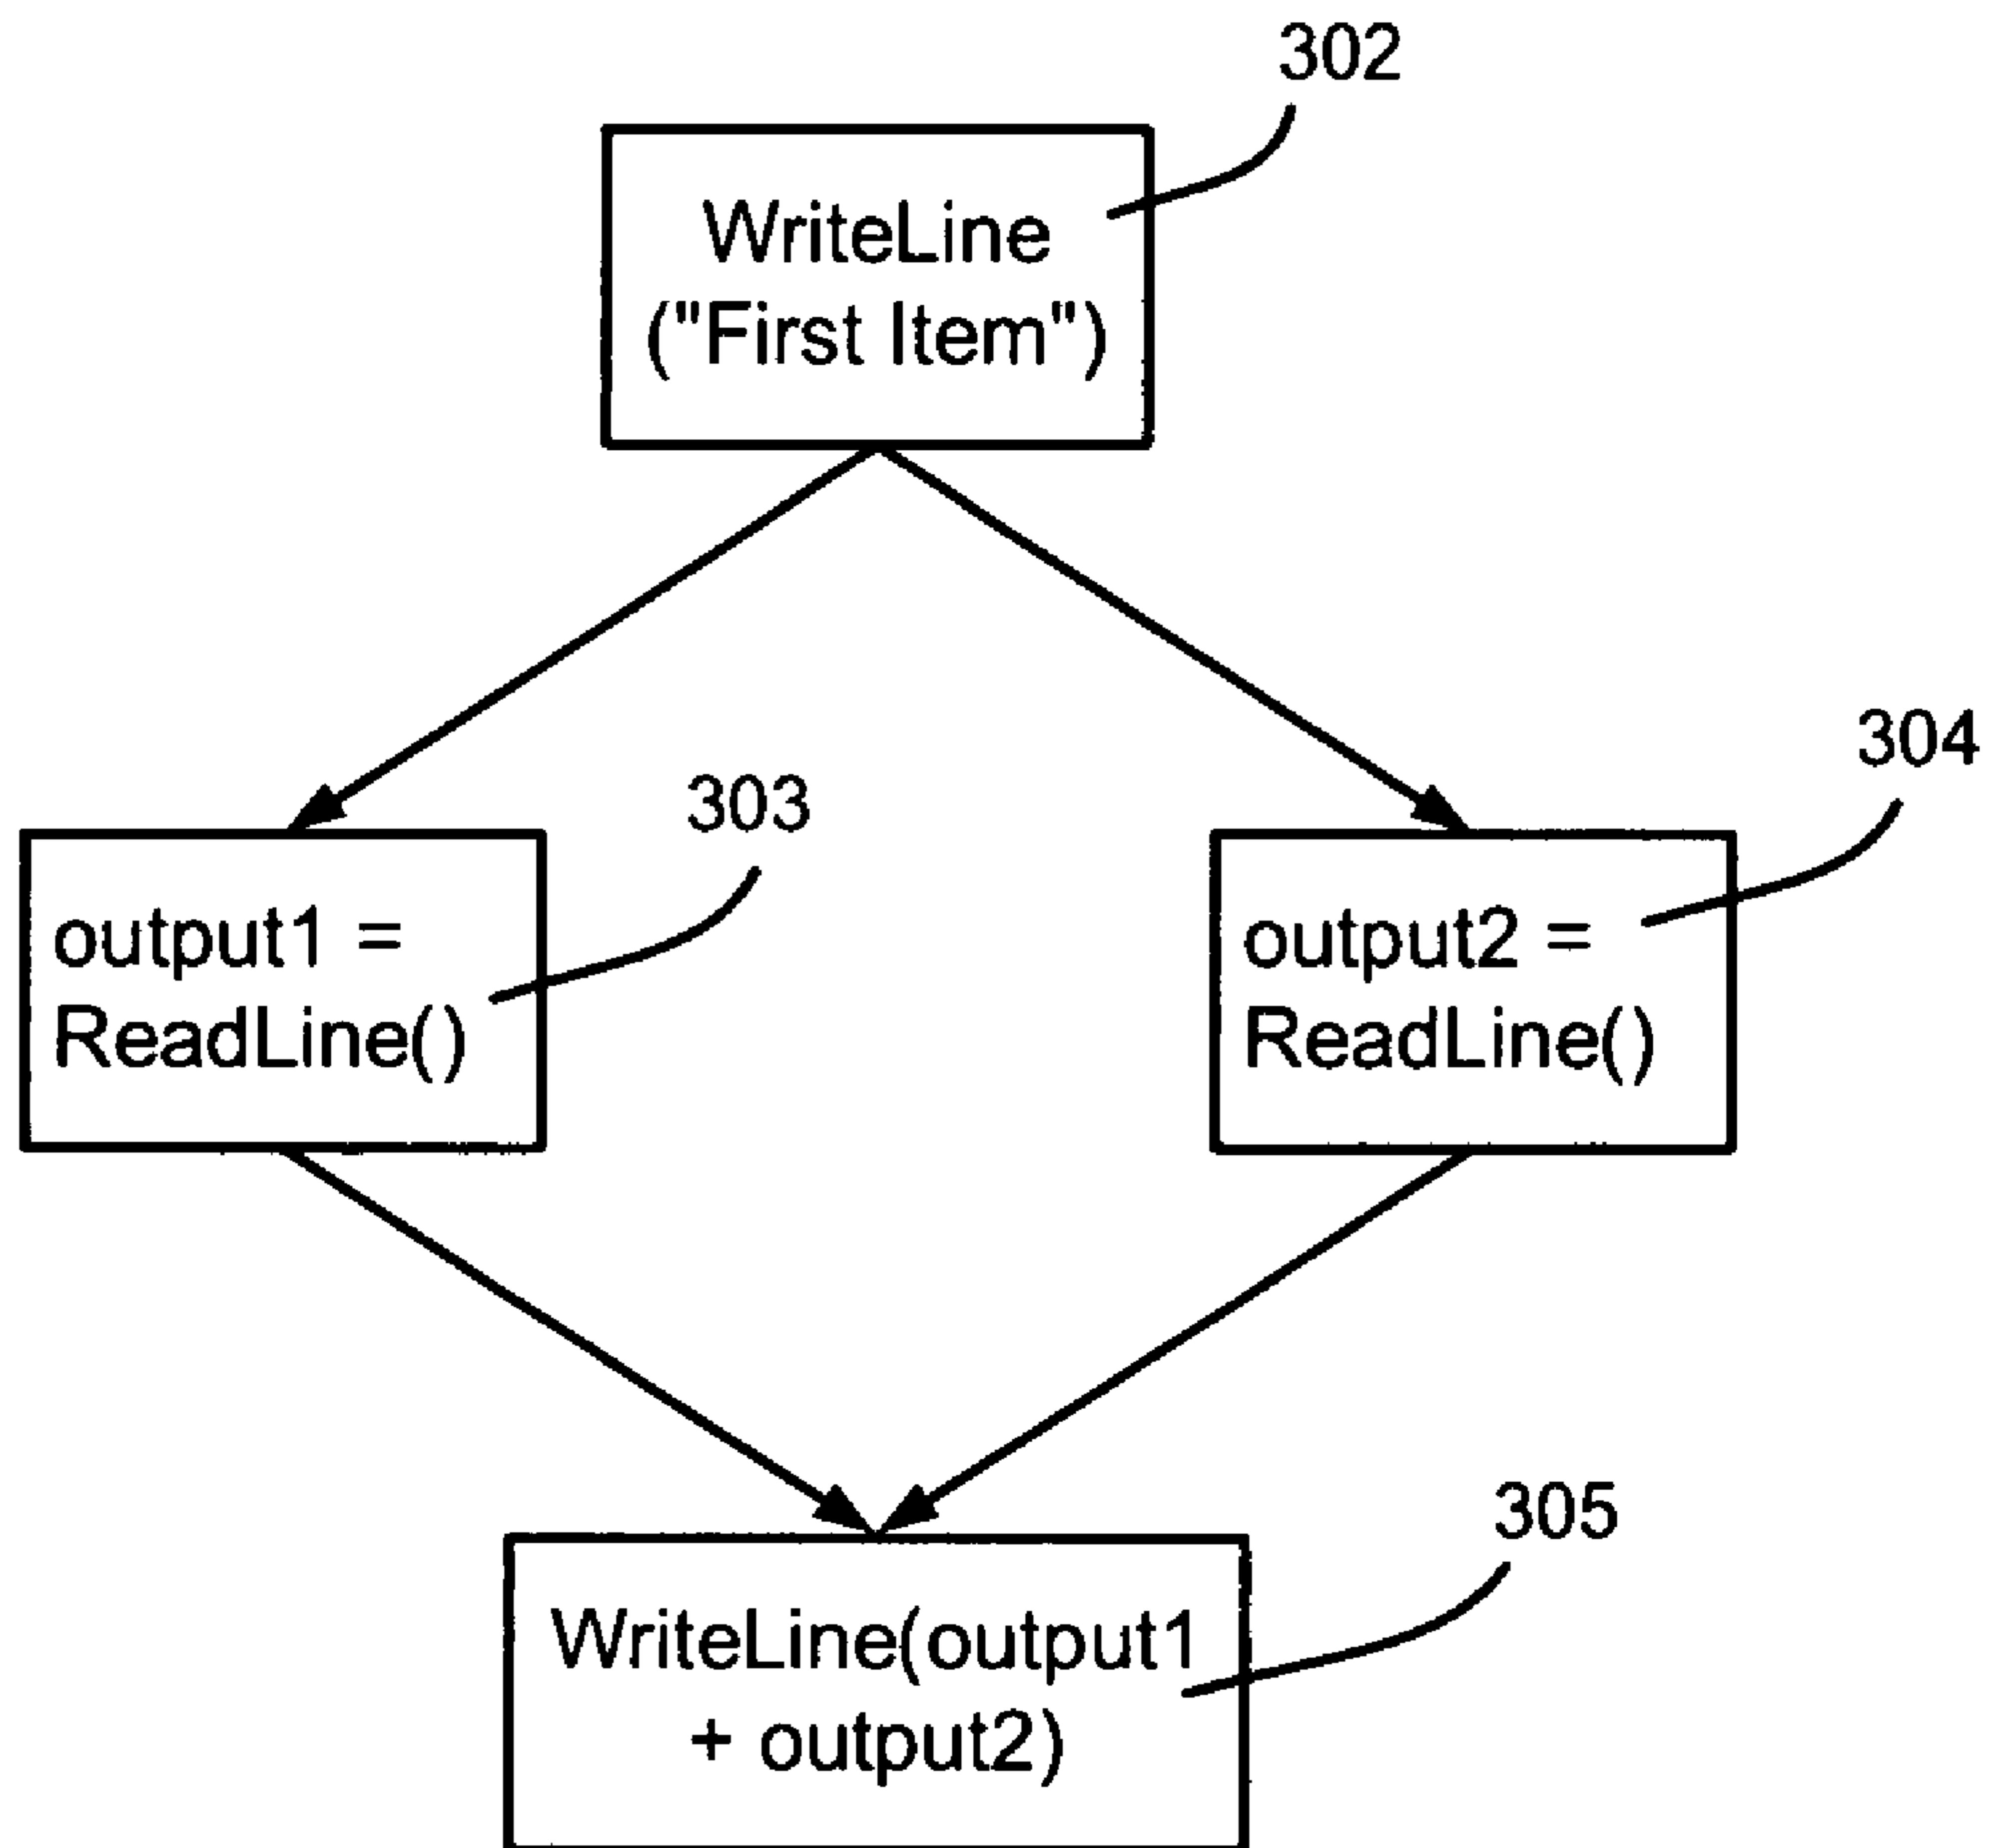 302
WriteLine
("First Item")
303
304
output1 =
ReadLine()
output2 =
ReadLine()
305
WriteLine(output1
+ output2)